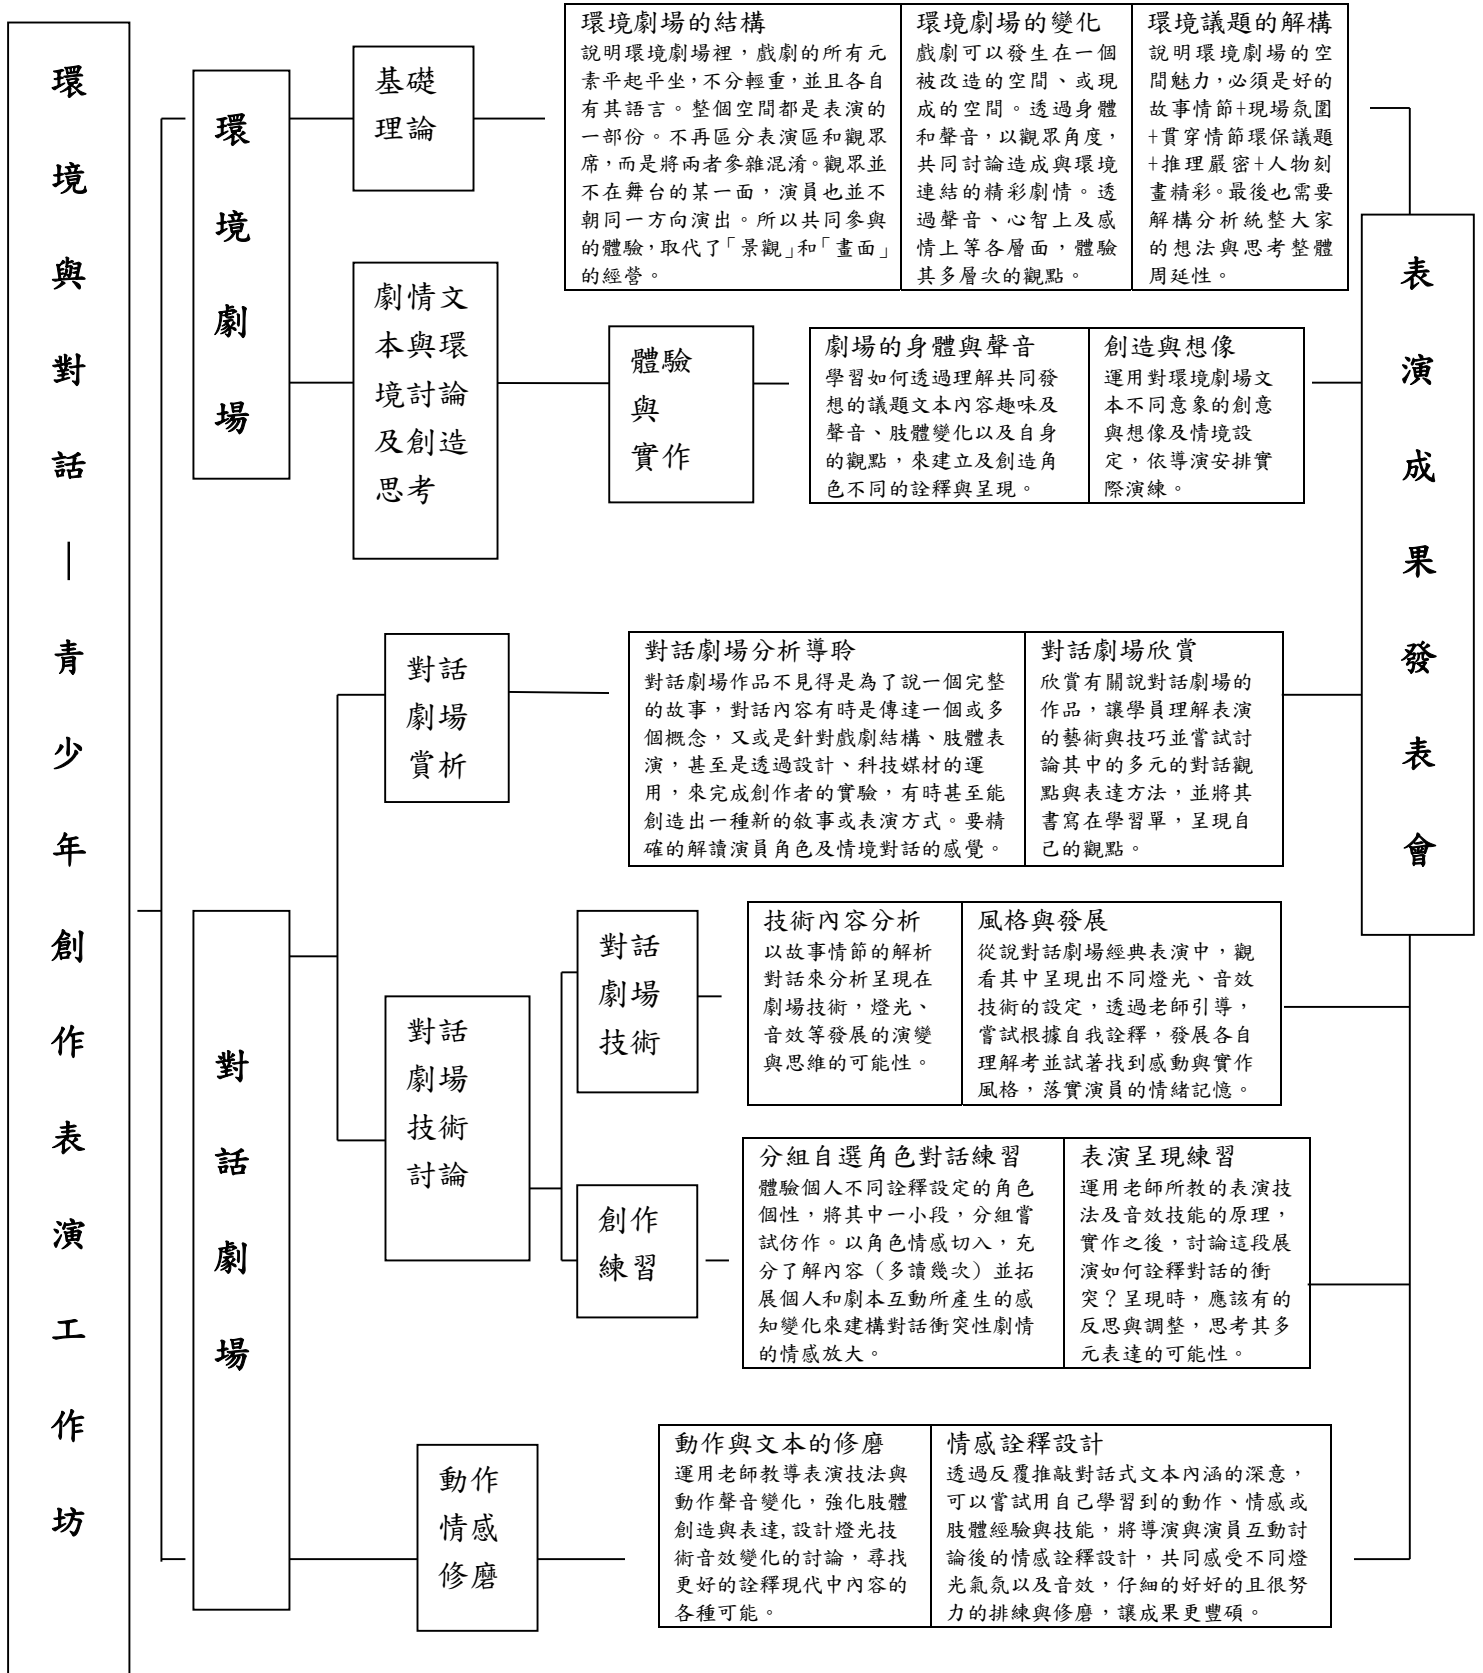 環境與對話｜青少年創作表演工作坊
環境劇場
基礎
理論
環境劇場的結構
說明環境劇場裡，戲劇的所有元
素平起平坐，不分輕重，並且各自
有其語言。整個空間都是表演的
一部份。不再區分表演區和觀眾
席，而是將兩者參雜混淆。觀眾並
不在舞台的某一面，演員也並不
朝同一方向演出。所以共同參與
的體驗，取代了「景觀」和「畫面」
的經營。
環境劇場的變化
戲劇可以發生在一個
被改造的空間、或現
成的空間。透過身體
和聲音，以觀眾角度，
共同討論造成與環境
連結的精彩劇情。透
過聲音、心智上及感
情上等各層面，體驗
其多層次的觀點。
環境議題的解構
說明環境劇場的空
間魅力，必須是好的
故事情節+現場氛圍
+貫穿情節環保議題
+推理嚴密+人物刻
畫精彩。最後也需要
解構分析統整大家
的想法與思考整體
周延性。
劇情文
本與環
境討論
及創造
思考
體驗
與
實作
劇場的身體與聲音
學習如何透過理解共同發
想的議題文本內容趣味及
聲音、肢體變化以及自身
的觀點，來建立及創造角
色不同的詮釋與呈現。
創造與想像
運用對環境劇場文
本不同意象的創意
與想像及情境設
定，依導演安排實
際演練。
對話劇場
對話
劇場
賞析
對話劇場分析導聆
對話劇場作品不見得是為了說一個完整
的故事，對話內容有時是傳達一個或多
個概念，又或是針對戲劇結構、肢體表
演，甚至是透過設計、科技媒材的運
用，來完成創作者的實驗，有時甚至能
創造出一種新的敘事或表演方式。要精
確的解讀演員角色及情境對話的感覺。
對話劇場欣賞
欣賞有關說對話劇場的
作品，讓學員理解表演
的藝術與技巧並嘗試討
論其中的多元的對話觀
點與表達方法，並將其
書寫在學習單，呈現自
己的觀點。
對話
劇場
技術
討論
對話
劇場
技術
技術內容分析
以故事情節的解析
對話來分析呈現在
劇場技術，燈光、
音效等發展的演變
與思維的可能性。
風格與發展
從說對話劇場經典表演中，觀
看其中呈現出不同燈光、音效
技術的設定，透過老師引導，
嘗試根據自我詮釋，發展各自
理解考並試著找到感動與實作
風格，落實演員的情緒記憶。
創作
練習
分組自選角色對話練習
體驗個人不同詮釋設定的角色
個性，將其中一小段，分組嘗
試仿作。以角色情感切入，充
分了解內容（多讀幾次）並拓
展個人和劇本互動所產生的感
知變化來建構對話衝突性劇情
的情感放大。
表演呈現練習
運用老師所教的表演技
法及音效技能的原理，
實作之後，討論這段展
演如何詮釋對話的衝
突？呈現時，應該有的
反思與調整，思考其多
元表達的可能性。
動作
情感
修磨
動作與文本的修磨
運用老師教導表演技法與
動作聲音變化，強化肢體
創造與表達,設計燈光技
術音效變化的討論，尋找
更好的詮釋現代中內容的
各種可能。
情感詮釋設計
透過反覆推敲對話式文本內涵的深意，
可以嘗試用自己學習到的動作、情感或
肢體經驗與技能，將導演與演員互動討
論後的情感詮釋設計，共同感受不同燈
光氣氛以及音效，仔細的好好的且很努
力的排練與修磨，讓成果更豐碩。
表演成果發表會